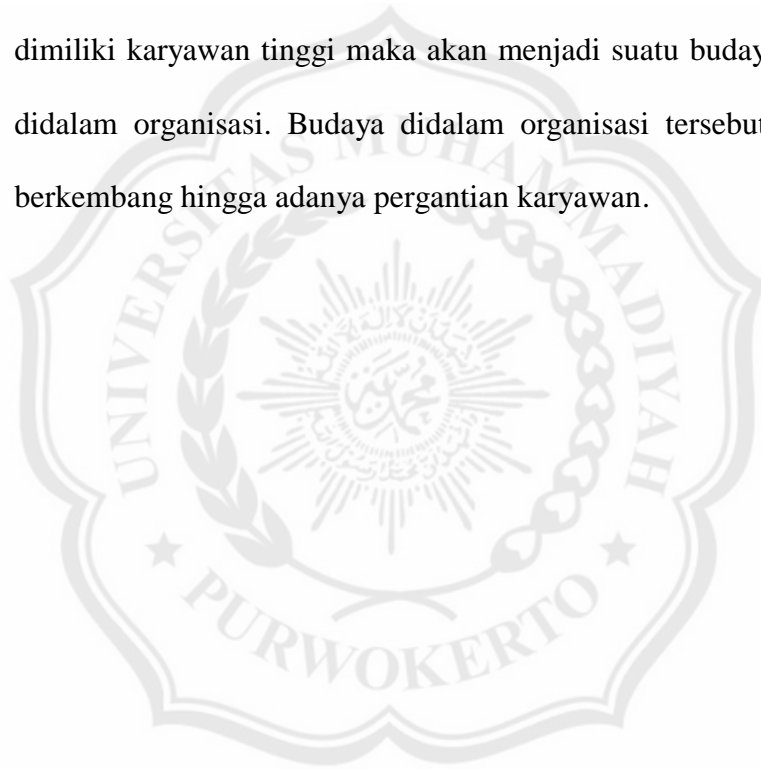 dimiliki karyawan tinggi maka akan menjadi suatu buday
didalam organisasi. Budaya didalam organisasi tersebut
berkembang hingga adanya pergantian karyawan.
UNIVERSITAS MUHAMMADIYAH
PURWOKERTO